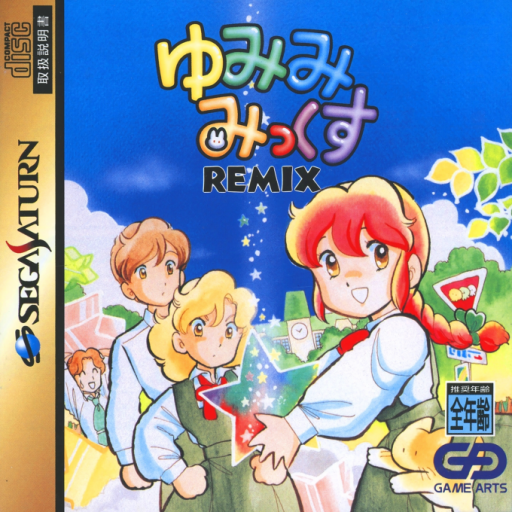 COMPACT
disc
取扱説明書
SEGA SATURN
ゆみみ
みっくす
REMIX
推奨年齢
全年齢
GAME ARTS